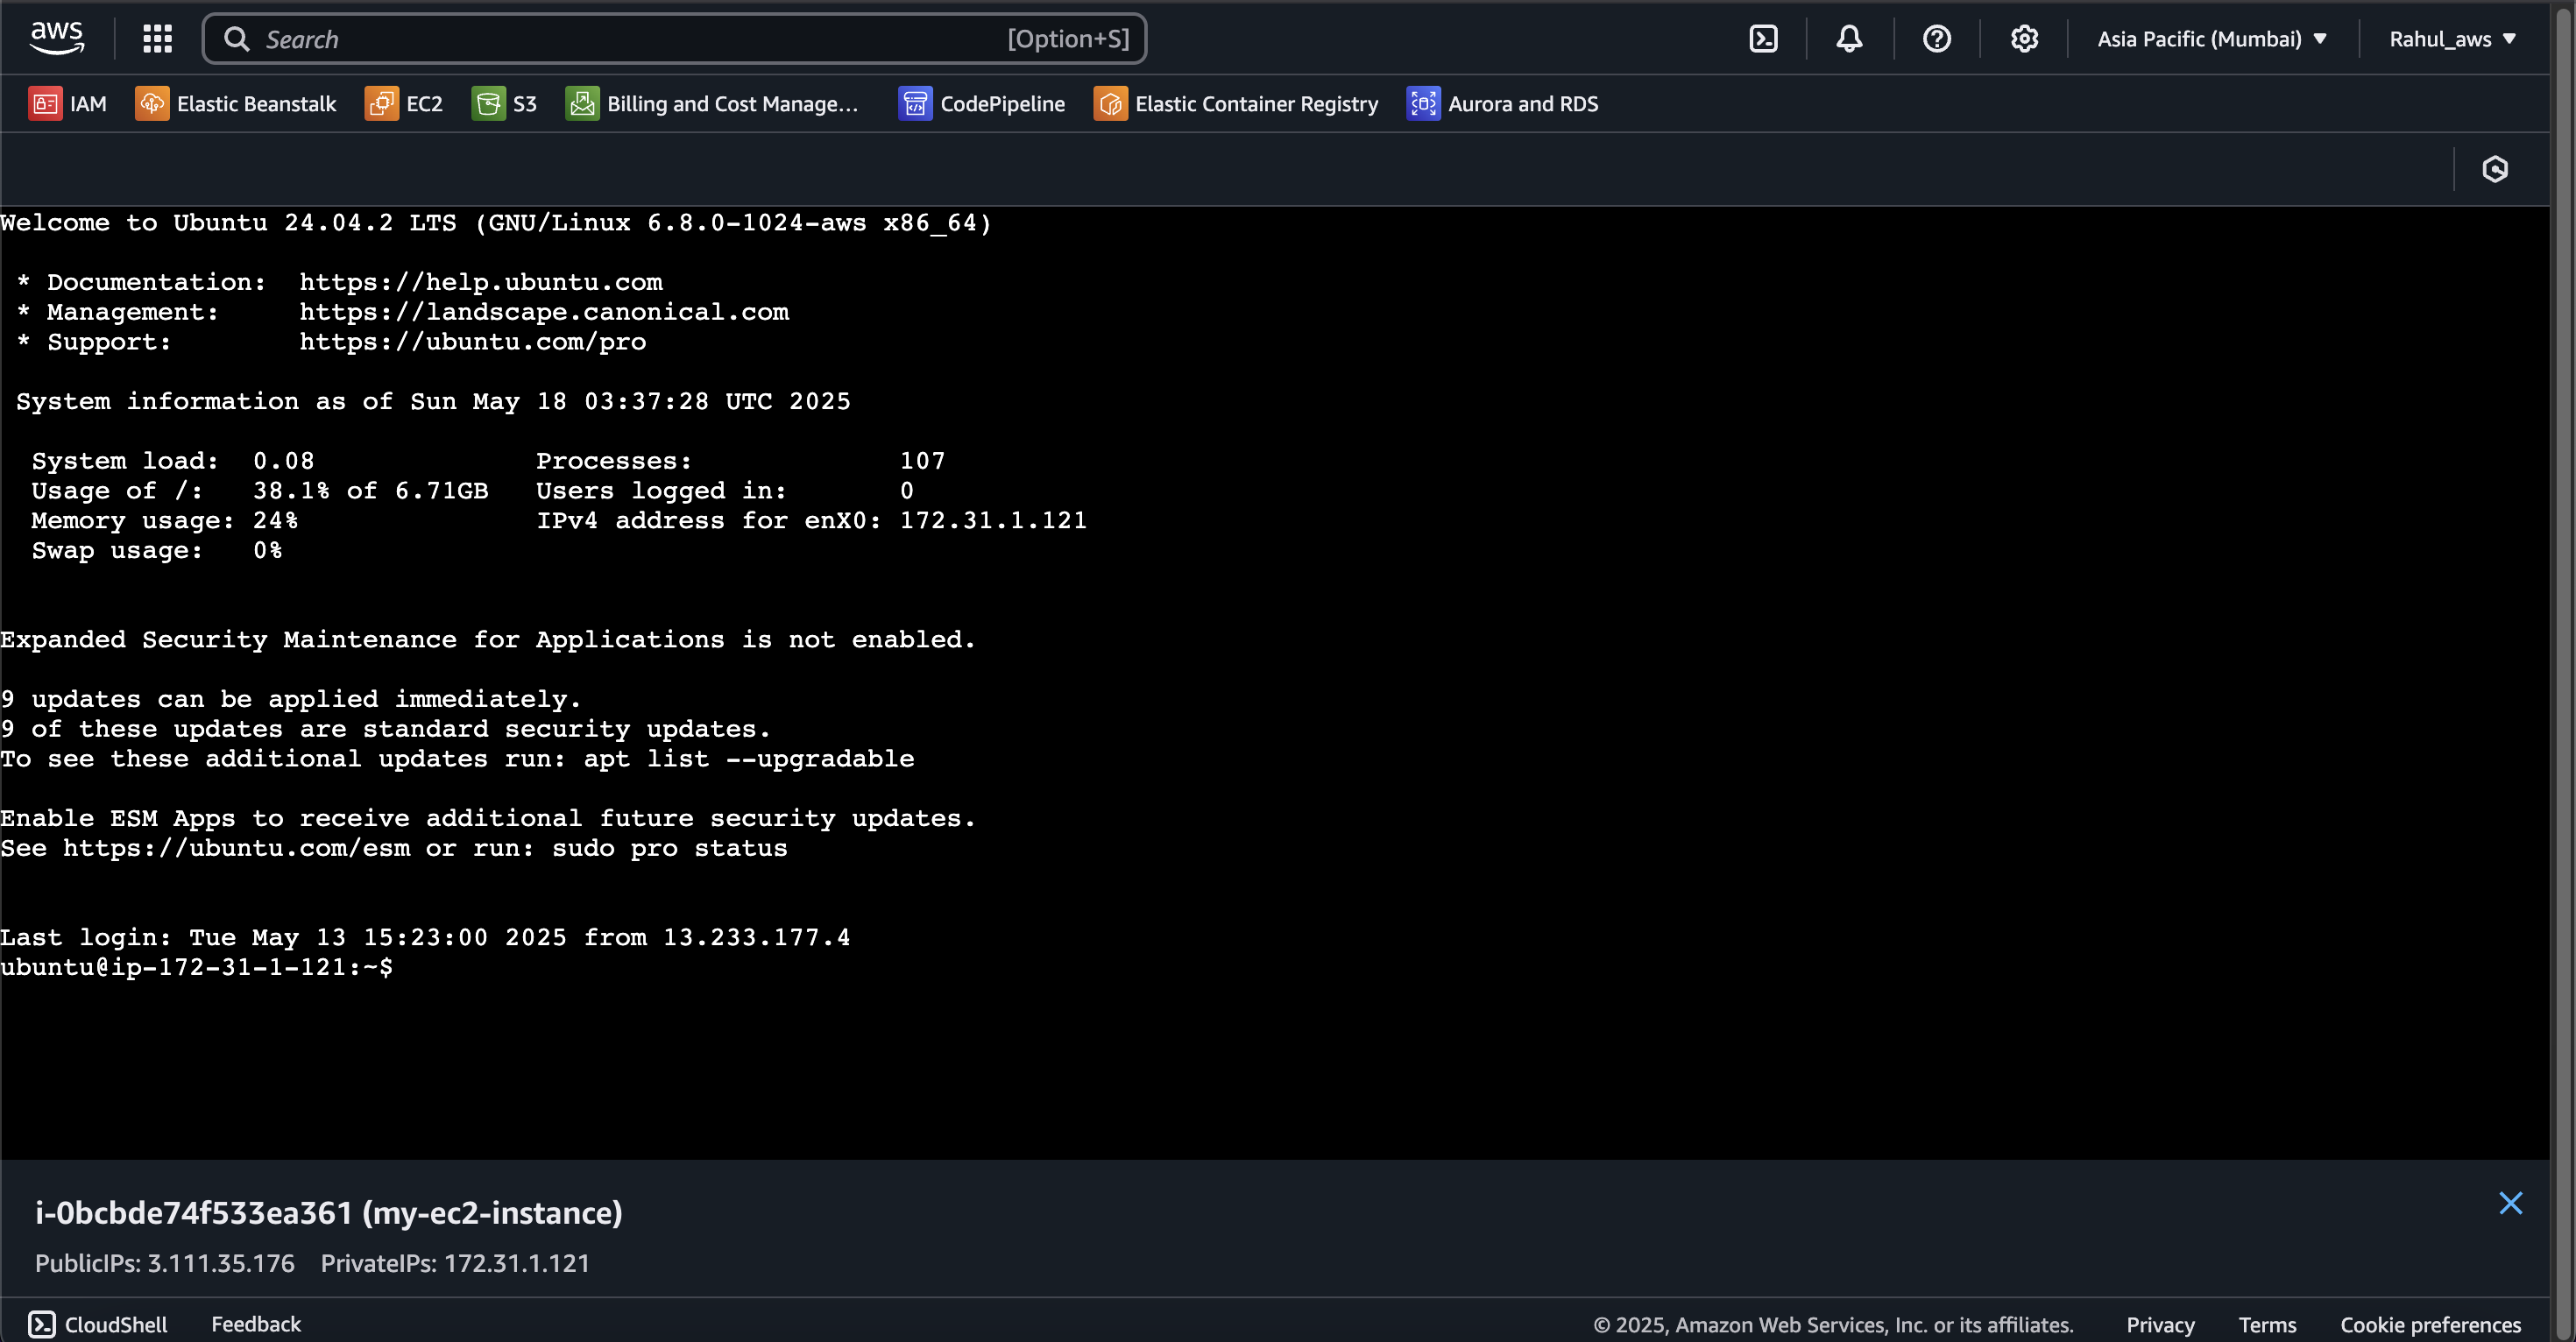 aws
Search [Option+S] Asia Pacific (Mumbai) Rahul_aws
IAM Elastic Beanstalk EC2 S3 Billing and Cost Manage... CodePipeline Elastic Container Registry Aurora and RDS
Welcome to Ubuntu 24.04.2 LTS (GNU/Linux 6.8.0-1024-aws x86_64)
* Documentation: https://help.ubuntu.com
* Management: https://landscape.canonical.com
* Support: https://ubuntu.com/pro
System information as of Sun May 18 03:37:28 UTC 2025
System load: 0.08 Processes: 107
Usage of /: 38.1% of 6.71GB Users logged in: 0
Memory usage: 24% IPv4 address for enX0: 172.31.1.121
Swap usage: 0%
Expanded Security Maintenance for Applications is not enabled.
9 updates can be applied immediately.
9 of these updates are standard security updates.
To see these additional updates run: apt list --upgradable
Enable ESM Apps to receive additional future security updates.
See https://ubuntu.com/esm or run: sudo pro status
Last login: Tue May 13 15:23:00 2025 from 13.233.177.4
ubuntu@ip-172-31-1-121:~$
i-0bcbde74f533ea361 (my-ec2-instance)
PublicIPs: 3.111.35.176 PrivateIPs: 172.31.1.121
CloudShell Feedback © 2025, Amazon Web Services, Inc. or its affiliates. Privacy Terms Cookie preferences